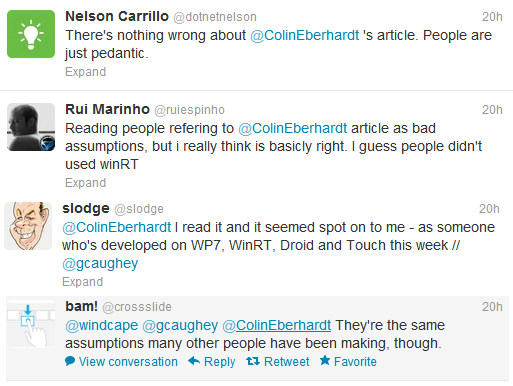 Nelson Carrillo @dotnetnelson 20h
There's nothing wrong about @ColinEberhardt 's article. People are
just pedantic.
Expand
Rui Marinho @ruiespinho 20h
Reading people refering to @ColinEberhardt article as bad
assumptions, but i really think is basicly right. I guess people didn't
used winRT
Expand
slodge @slodge 20h
@ColinEberhardt I read it and it seemed spot on to me - as someone
who's developed on WP7, WinRT, Droid and Touch this week //
@gcaughey
Expand
bam! @crossslide 20h
@windcape @gcaughey @ColinEberhardt They're the same
assumptions many other people have been making, though.
View conversation Reply Retweet Favorite